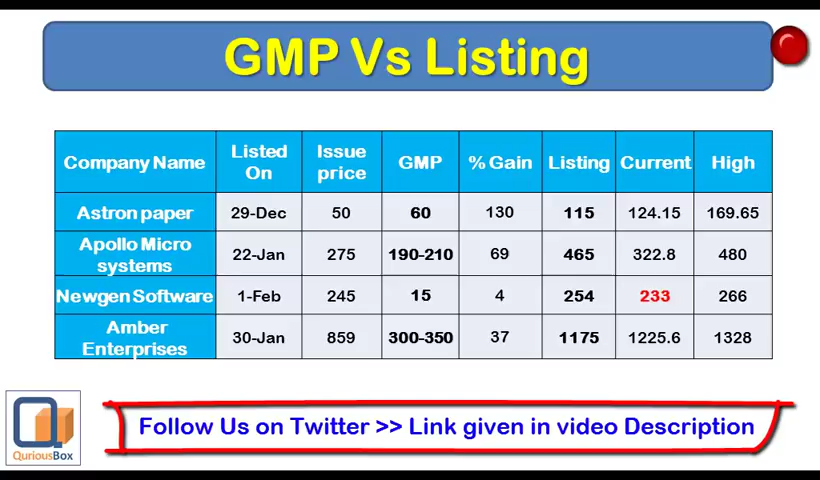 GMP Vs Listing
Company Name Listed On Issue price GMP % Gain Listing Current High
Astron paper 29-Dec 50 60 130 115 124.15 169.65
Apollo Micro systems 22-Jan 275 190-210 69 465 322.8 480
Newgen Software 1-Feb 245 15 4 254 233 266
Amber Enterprises 30-Jan 859 300-350 37 1175 1225.6 1328
QuriousBox
Follow Us on Twitter >> Link given in video Description